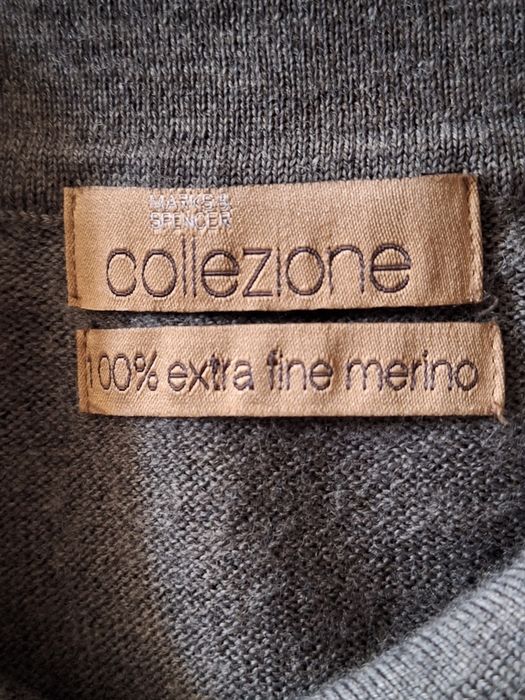 MARKS &
SPENCER
collezione
100% extra fine merino